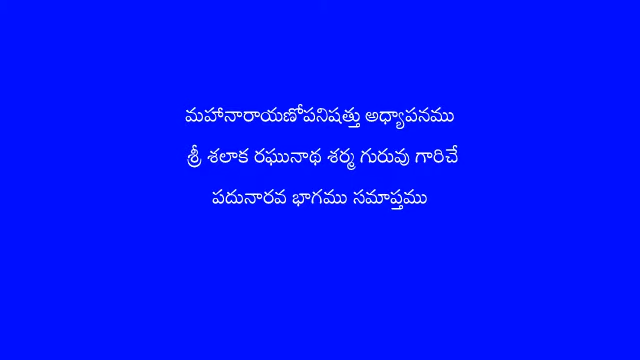 మహానారాయణోపనిషత్తు అధ్యాపనము
శ్రీ శలాక రఘునాథ శర్మ గురువు గారిచే
పదునారవ భాగము సమాప్తము